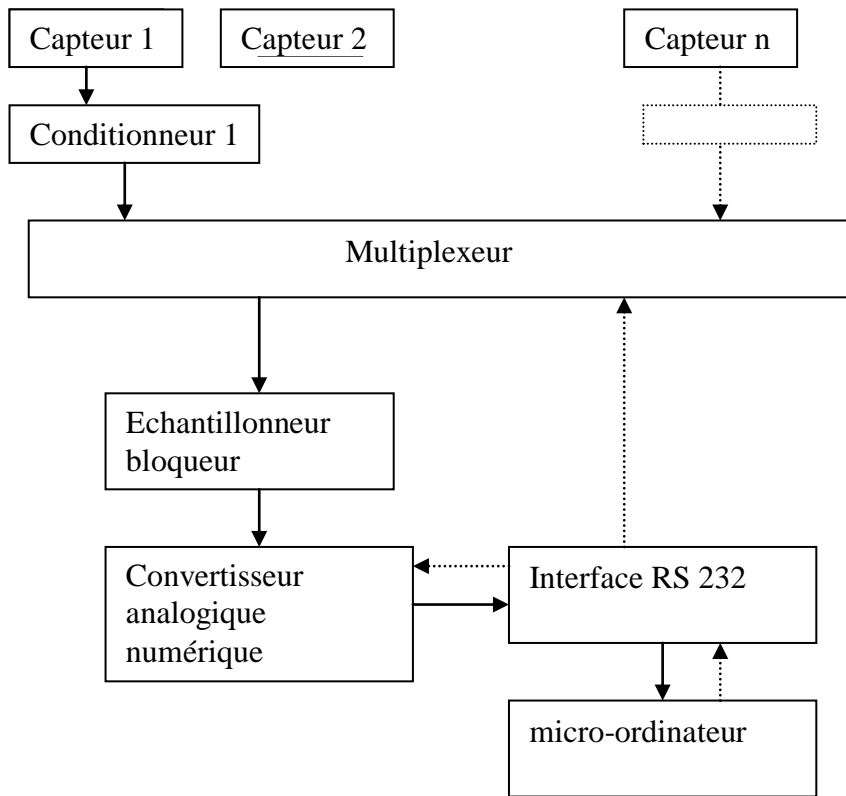 Capteur 1
Capteur 2
Capteur n
Conditionneur 1
Multiplexeur
Echantillonneur
bloqueur
Convertisseur
analogique
numérique
Interface RS 232
micro-ordinateur